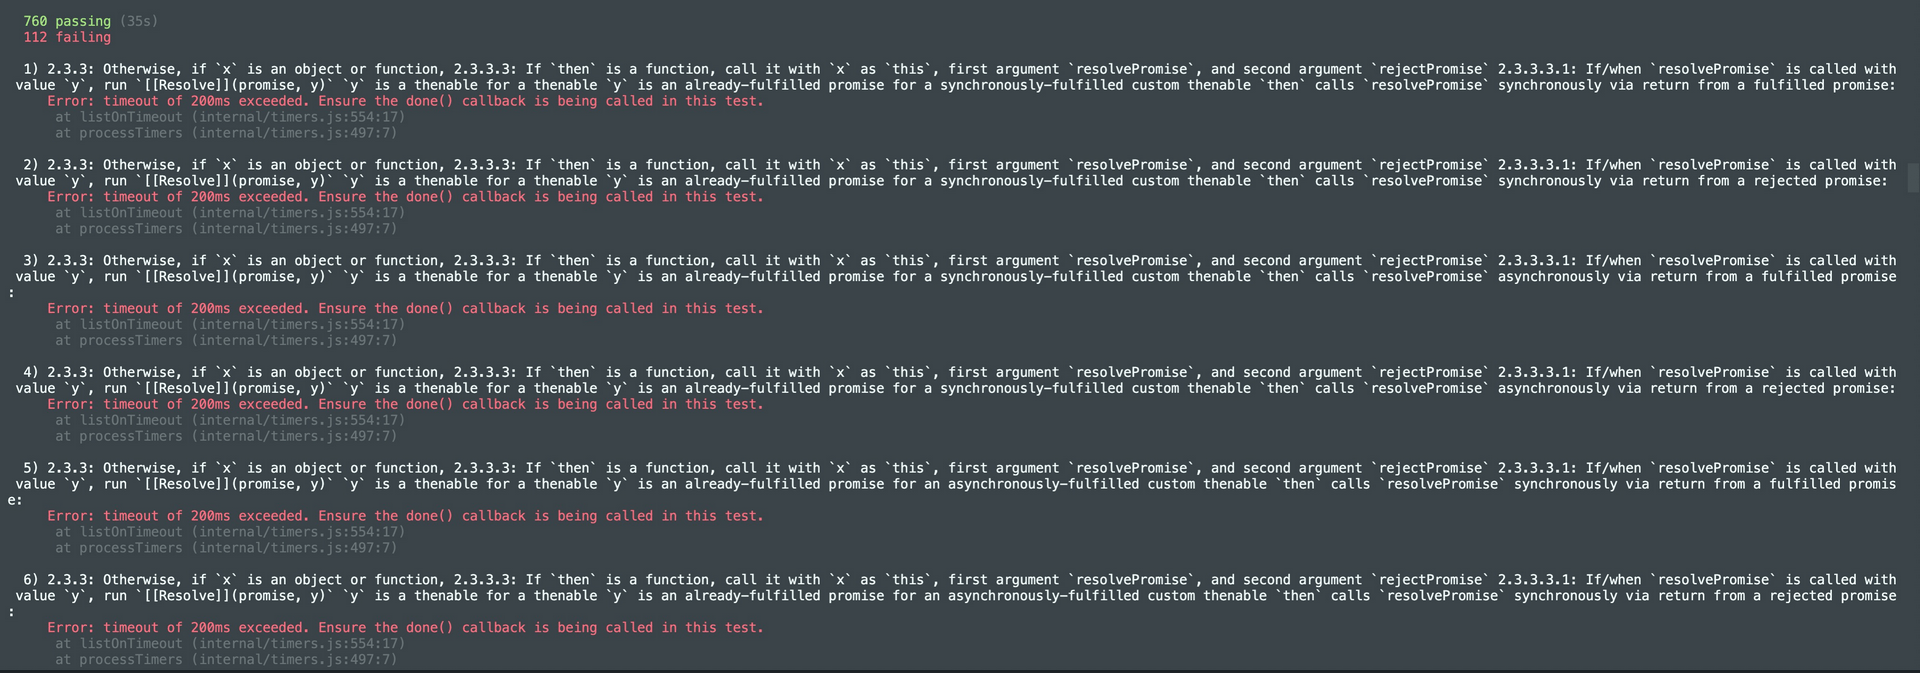 760 passing (35s)
112 failing
1) 2.3.3: Otherwise, if `x` is an object or function, 2.3.3.3: If `then` is a function, call it with `x` as `this`, first argument `resolvePromise`, and second argument `rejectPromise` 2.3.3.3.1: If/when `resolvePromise` is called with
value `y`, run `[[Resolve]](promise, y)` `y` is a thenable for a thenable `y` is an already-fulfilled promise for a synchronously-fulfilled custom thenable `then` calls `resolvePromise` synchronously via return from a fulfilled promise:
Error: timeout of 200ms exceeded. Ensure the done() callback is being called in this test.
at listOnTimeout (internal/timers.js:554:17)
at processTimers (internal/timers.js:497:7)
2) 2.3.3: Otherwise, if `x` is an object or function, 2.3.3.3: If `then` is a function, call it with `x` as `this`, first argument `resolvePromise`, and second argument `rejectPromise` 2.3.3.3.1: If/when `resolvePromise` is called with
value `y`, run `[[Resolve]](promise, y)` `y` is a thenable for a thenable `y` is an already-fulfilled promise for a synchronously-fulfilled custom thenable `then` calls `resolvePromise` synchronously via return from a rejected promise:
Error: timeout of 200ms exceeded. Ensure the done() callback is being called in this test.
at listOnTimeout (internal/timers.js:554:17)
at processTimers (internal/timers.js:497:7)
3) 2.3.3: Otherwise, if `x` is an object or function, 2.3.3.3: If `then` is a function, call it with `x` as `this`, first argument `resolvePromise`, and second argument `rejectPromise` 2.3.3.3.1: If/when `resolvePromise` is called with
value `y`, run `[[Resolve]](promise, y)` `y` is a thenable for a thenable `y` is an already-fulfilled promise for a synchronously-fulfilled custom thenable `then` calls `resolvePromise` asynchronously via return from a fulfilled promise
:
Error: timeout of 200ms exceeded. Ensure the done() callback is being called in this test.
at listOnTimeout (internal/timers.js:554:17)
at processTimers (internal/timers.js:497:7)
4) 2.3.3: Otherwise, if `x` is an object or function, 2.3.3.3: If `then` is a function, call it with `x` as `this`, first argument `resolvePromise`, and second argument `rejectPromise` 2.3.3.3.1: If/when `resolvePromise` is called with
value `y`, run `[[Resolve]](promise, y)` `y` is a thenable for a thenable `y` is an already-fulfilled promise for a synchronously-fulfilled custom thenable `then` calls `resolvePromise` asynchronously via return from a rejected promise:
Error: timeout of 200ms exceeded. Ensure the done() callback is being called in this test.
at listOnTimeout (internal/timers.js:554:17)
at processTimers (internal/timers.js:497:7)
5) 2.3.3: Otherwise, if `x` is an object or function, 2.3.3.3: If `then` is a function, call it with `x` as `this`, first argument `resolvePromise`, and second argument `rejectPromise` 2.3.3.3.1: If/when `resolvePromise` is called with
value `y`, run `[[Resolve]](promise, y)` `y` is a thenable for a thenable `y` is an already-fulfilled promise for an asynchronously-fulfilled custom thenable `then` calls `resolvePromise` synchronously via return from a fulfilled promis
e:
Error: timeout of 200ms exceeded. Ensure the done() callback is being called in this test.
at listOnTimeout (internal/timers.js:554:17)
at processTimers (internal/timers.js:497:7)
6) 2.3.3: Otherwise, if `x` is an object or function, 2.3.3.3: If `then` is a function, call it with `x` as `this`, first argument `resolvePromise`, and second argument `rejectPromise` 2.3.3.3.1: If/when `resolvePromise` is called with
value `y`, run `[[Resolve]](promise, y)` `y` is a thenable for a thenable `y` is an already-fulfilled promise for an asynchronously-fulfilled custom thenable `then` calls `resolvePromise` synchronously via return from a rejected promise
:
Error: timeout of 200ms exceeded. Ensure the done() callback is being called in this test.
at listOnTimeout (internal/timers.js:554:17)
at processTimers (internal/timers.js:497:7)